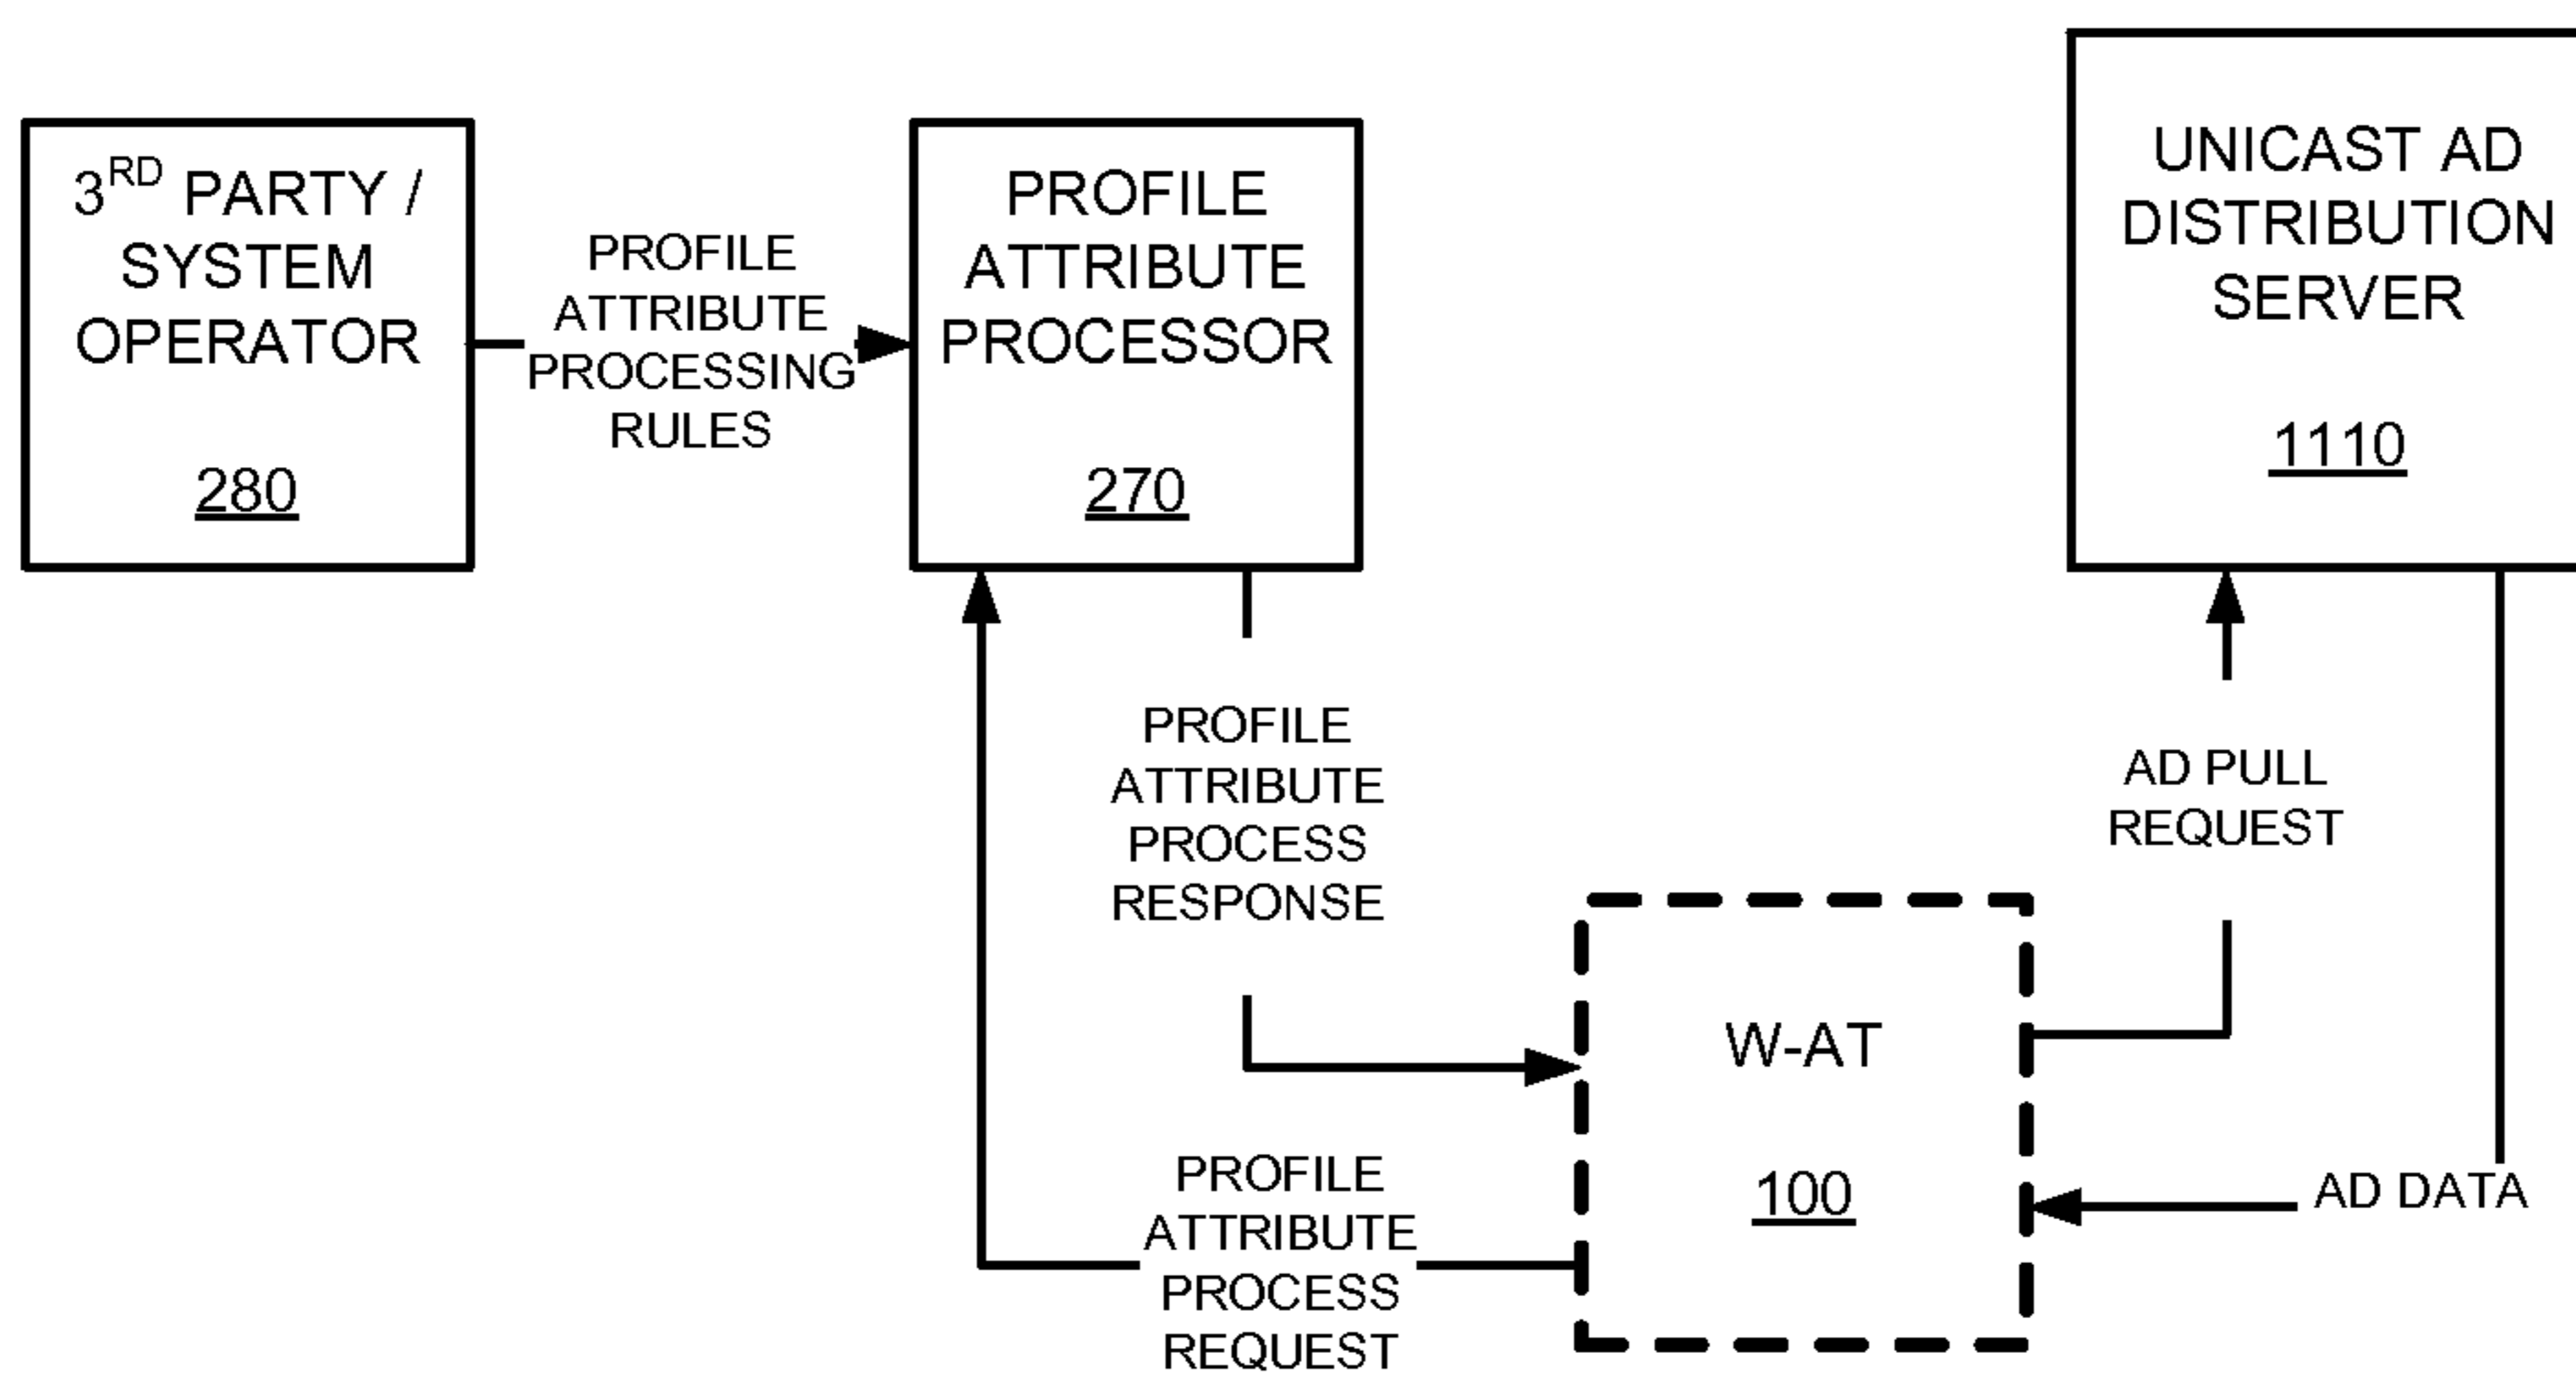 3RD PARTY /
SYSTEM
OPERATOR
280
PROFILE
ATTRIBUTE
PROCESSING
RULES
PROFILE
ATTRIBUTE
PROCESSOR
270
UNICAST AD
DISTRIBUTION
SERVER
1110
PROFILE
ATTRIBUTE
PROCESS
RESPONSE
AD PULL
REQUEST
W-AT
100
AD DATA
PROFILE
ATTRIBUTE
PROCESS
REQUEST